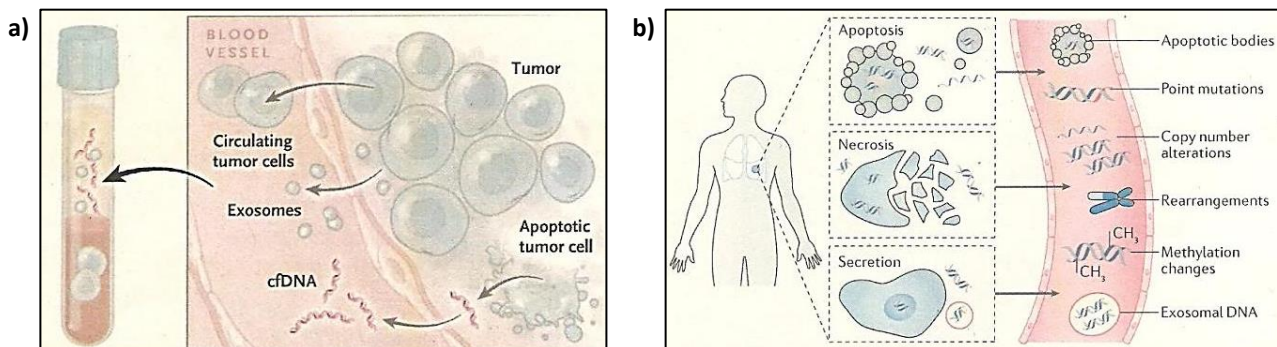 a)
BLOOD
VESSEL
Tumor
Circulating
tumor cells
Exosomes
Apoptotic
tumor cell
cfDNA
b)
Apoptosis
Necrosis
Secretion
Apoptotic bodies
Point mutations
Copy number
alterations
Rearrangements
CH3
Methylation
changes
CH3
Exosomal DNA